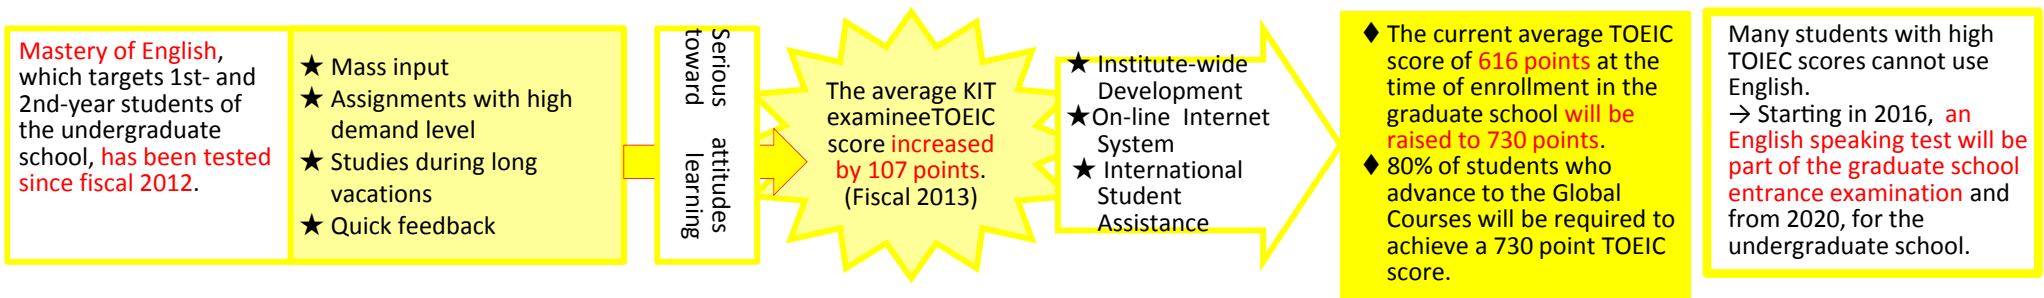 Mastery of English,
which targets 1st- and
2nd-year students of
the undergraduate
school, has been tested
since fiscal 2012.
★ Mass input
★ Assignments with high
demand level
★ Studies during long
vacations
★ Quick feedback
Serious attitudes
toward learning
The average KIT
examineeTOEIC
score increased
by 107 points.
(Fiscal 2013)
★ Institute-wide
Development
★On-line Internet
System
★ International
Student
Assistance
♦ The current average TOEIC
score of 616 points at the
time of enrollment in the
graduate school will be
raised to 730 points.
♦ 80% of students who
advance to the Global
Courses will be required to
achieve a 730 point TOEIC
score.
Many students with high
TOIEC scores cannot use
English.
→ Starting in 2016, an
English speaking test will be
part of the graduate school
entrance examination and
from 2020, for the
undergraduate school.